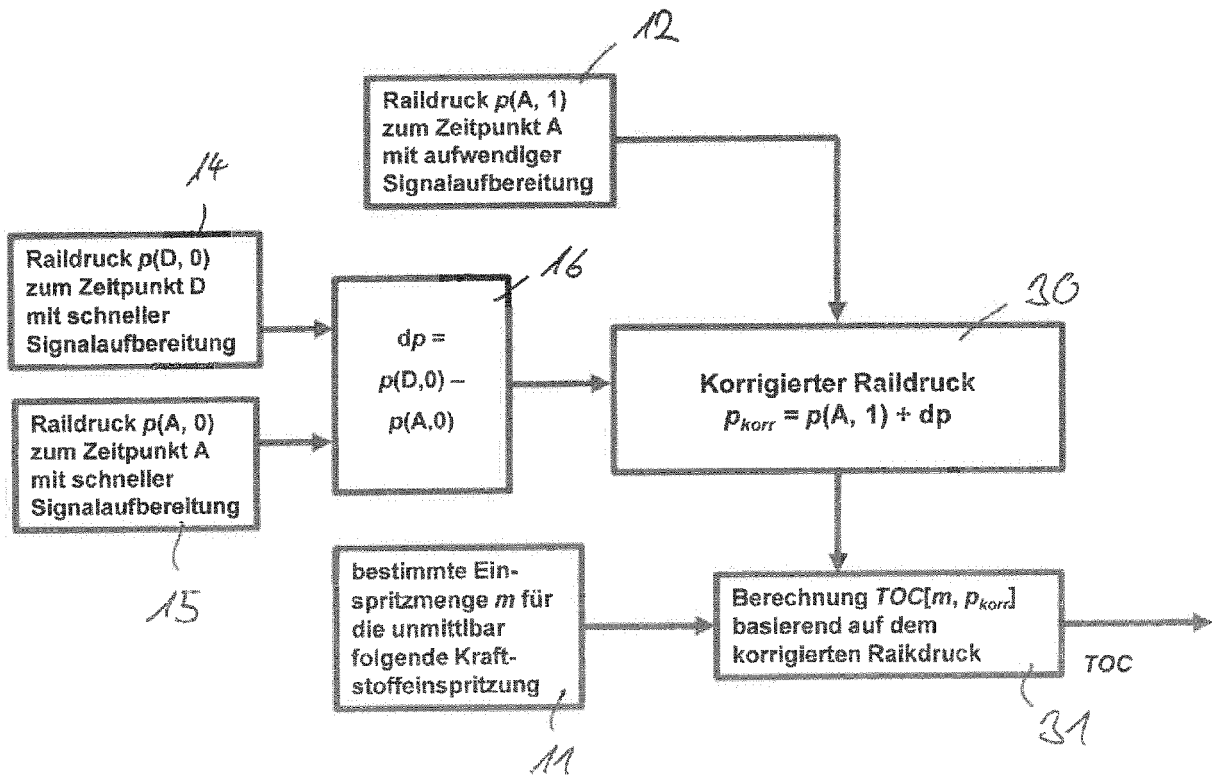 12
Raildruck p(A, 1)
zum Zeitpunkt A
mit aufwendiger
Signalaufbereitung
14
Raildruck p(D, 0)
zum Zeitpunkt D
mit schneller
Signalaufbereitung
16
dp =
p(D,0) –
p(A,0)
30
Korrigierter Raildruck
p_korr = p(A, 1) + dp
Raildruck p(A, 0)
zum Zeitpunkt A
mit schneller
Signalaufbereitung
15
bestimmte Ein-
spritzmenge m für
die unmittlbar
folgende Kraft-
stoffeinspritzung
11
Berechnung TOC[m, p_korr]
basierend auf dem
korrigierten Raikdruck
TOC
31